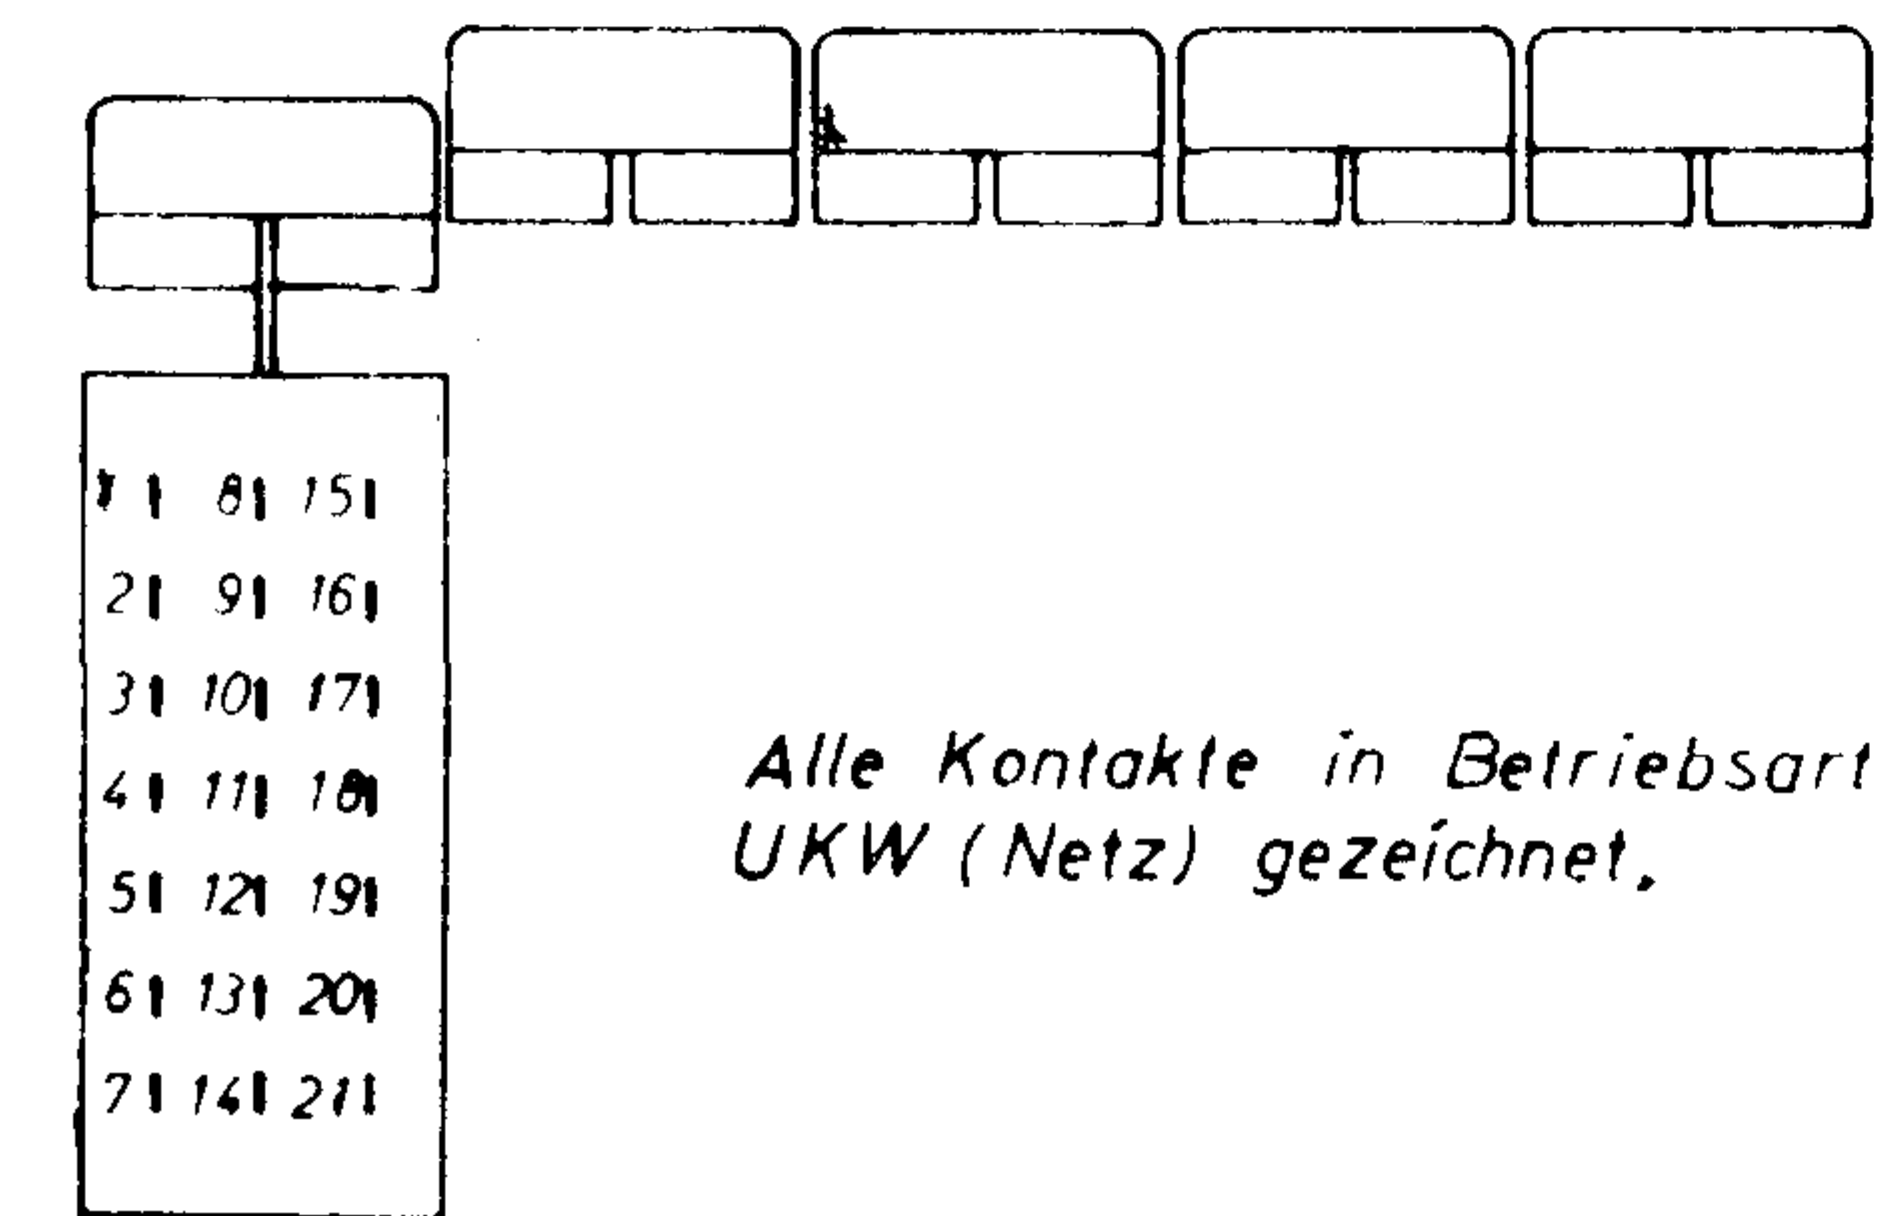 1 8 15
2 9 16
3 10 17
4 11 18
5 12 19
6 13 20
7 14 21
Alle Kontakte in Betriebsart
UKW (Netz) gezeichnet.